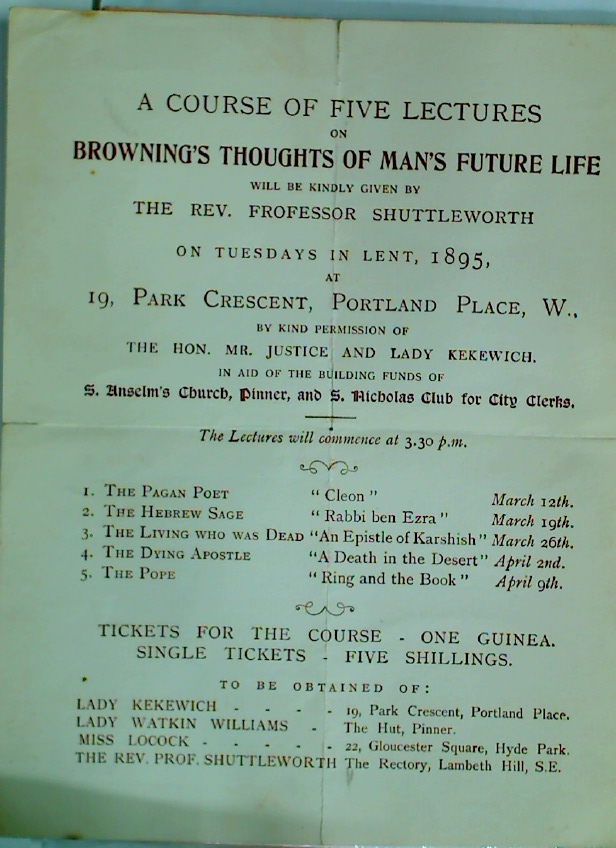 A COURSE OF FIVE LECTURES
ON
BROWNING'S THOUGHTS OF MAN'S FUTURE LIFE
WILL BE KINDLY GIVEN BY
THE REV. FROFESSOR SHUTTLEWORTH
ON TUESDAYS IN LENT, 1895,
AT
19, PARK CRESCENT, PORTLAND PLACE, W.,
BY KIND PERMISSION OF
THE HON. MR. JUSTICE AND LADY KEKEWICH.
IN AID OF THE BUILDING FUNDS OF
S. Anselm's Church, Pinner, and S. Nicholas Club for City Clerks.
The Lectures will commence at 3.30 p.m.
1. THE PAGAN POET "Cleon" March 12th.
2. THE HEBREW SAGE "Rabbi ben Ezra" March 19th.
3. THE LIVING WHO WAS DEAD "An Epistle of Karshish" March 26th.
4. THE DYING APOSTLE "A Death in the Desert" April 2nd.
5. THE POPE "Ring and the Book" April 9th.
TICKETS FOR THE COURSE - ONE GUINEA.
SINGLE TICKETS - FIVE SHILLINGS.
TO BE OBTAINED OF:
LADY KEKEWICH - - - - 19, Park Crescent, Portland Place.
LADY WATKIN WILLIAMS - The Hut, Pinner.
MISS LOCOCK - - - - - 22, Gloucester Square, Hyde Park.
THE REV. PROF. SHUTTLEWORTH The Rectory, Lambeth Hill, S.E.